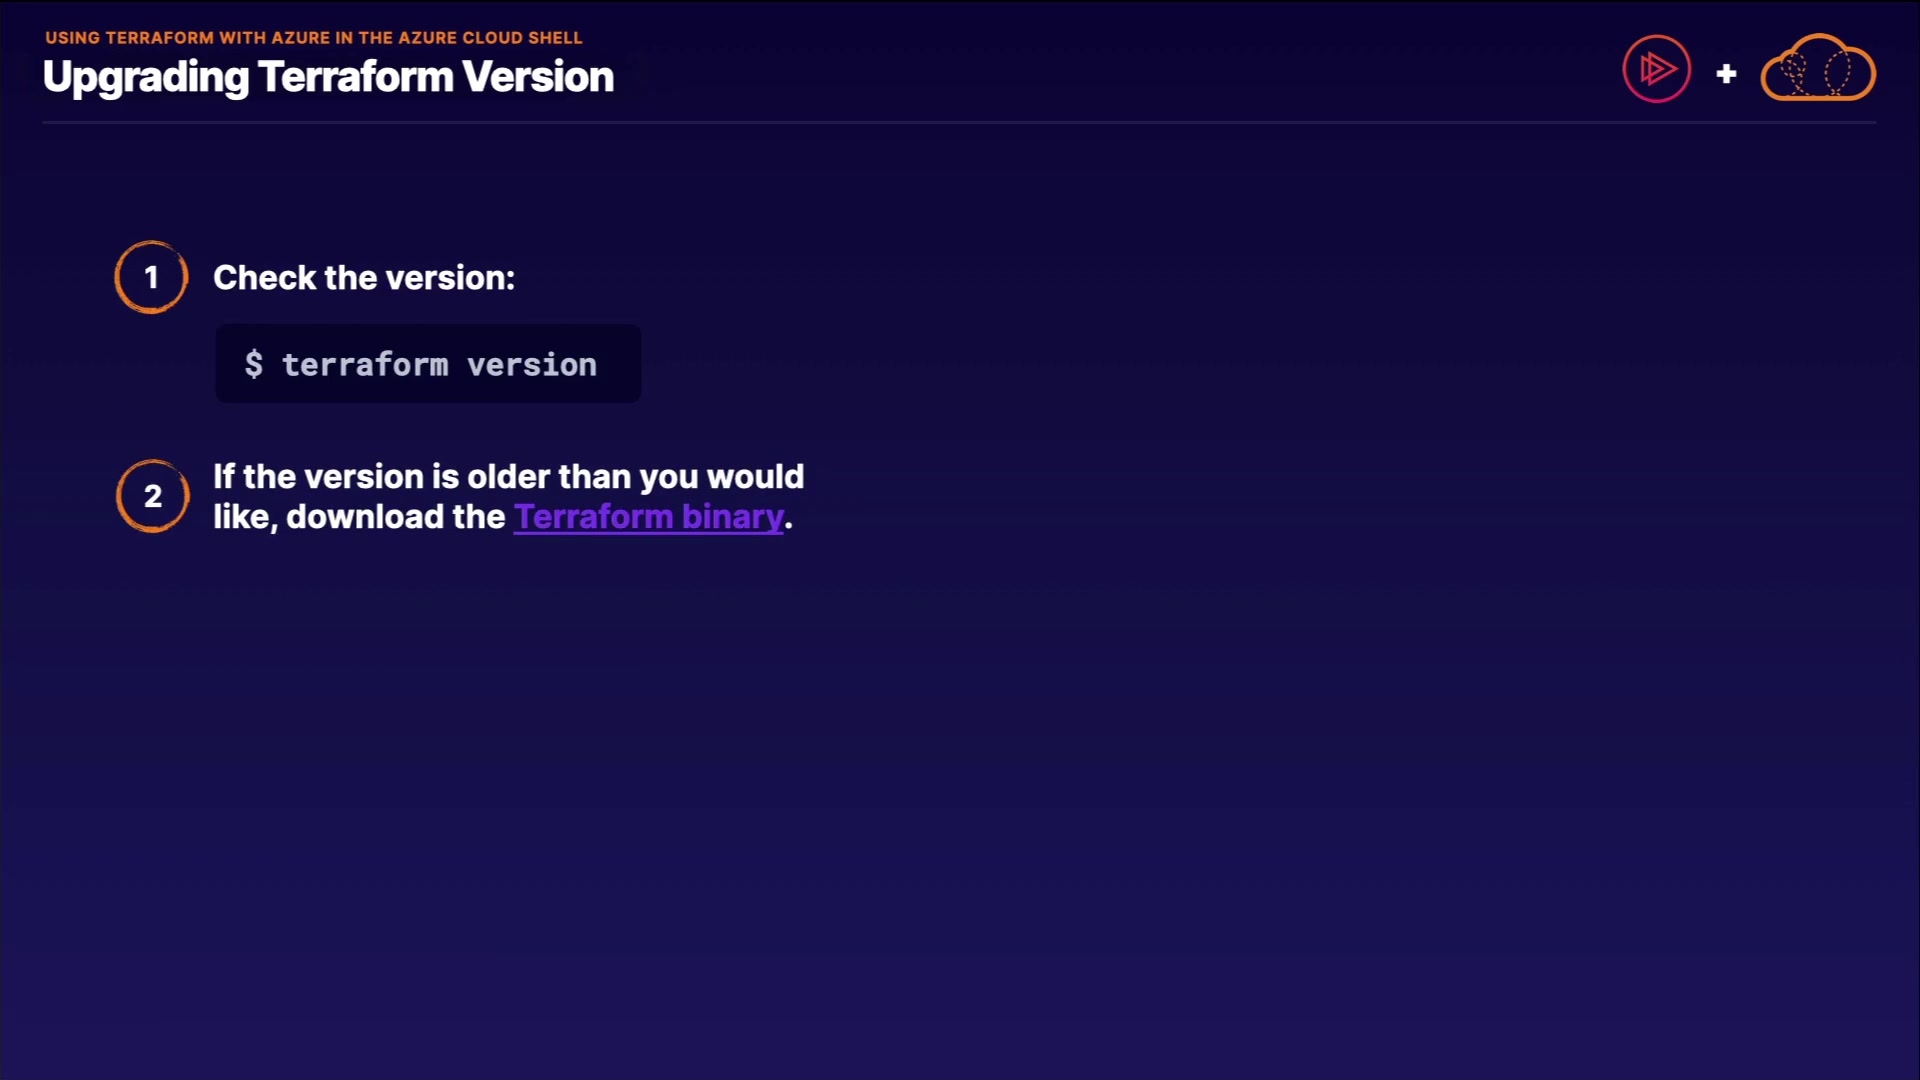 USING TERRAFORM WITH AZURE IN THE AZURE CLOUD SHELL
Upgrading Terraform Version
+
1
Check the version:
$ terraform version
2
If the version is older than you would
like, download the Terraform binary.